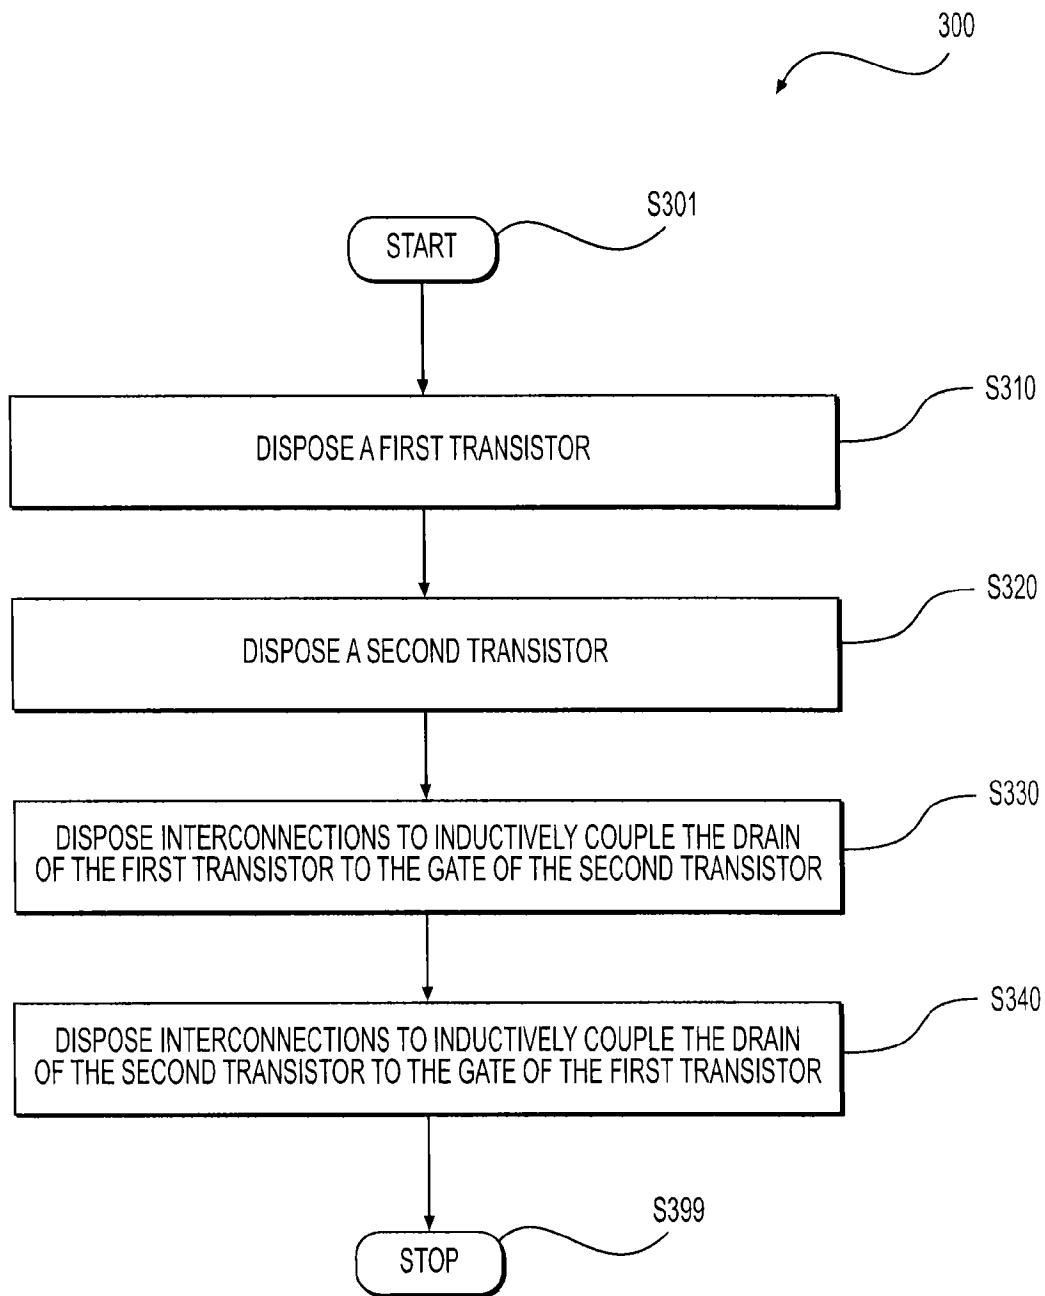 300
S301
START
S310
DISPOSE A FIRST TRANSISTOR
S320
DISPOSE A SECOND TRANSISTOR
S330
DISPOSE INTERCONNECTIONS TO INDUCTIVELY COUPLE THE DRAIN
OF THE FIRST TRANSISTOR TO THE GATE OF THE SECOND TRANSISTOR
S340
DISPOSE INTERCONNECTIONS TO INDUCTIVELY COUPLE THE DRAIN
OF THE SECOND TRANSISTOR TO THE GATE OF THE FIRST TRANSISTOR
S399
STOP